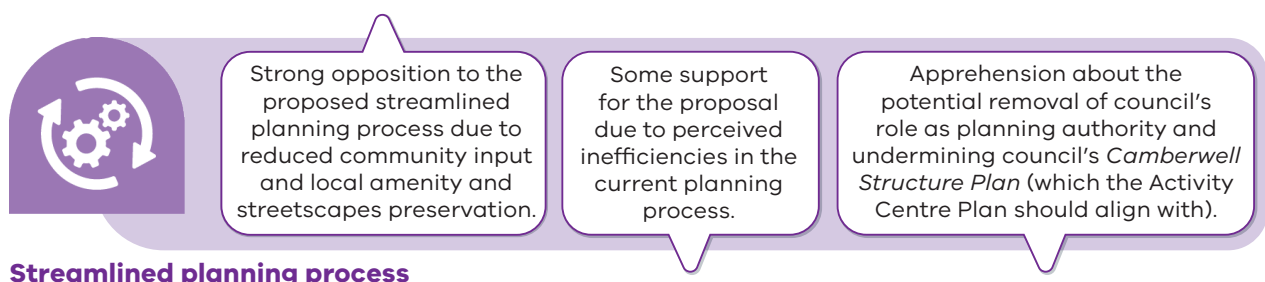 Strong opposition to the
proposed streamlined
planning process due to
reduced community input
and local amenity and
streetscapes preservation.
Some support
for the proposal
due to perceived
inefficiencies in the
current planning
process.
Apprehension about the
potential removal of council's
role as planning authority and
undermining council's Camberwell
Structure Plan (which the Activity
Centre Plan should align with).
Streamlined planning process